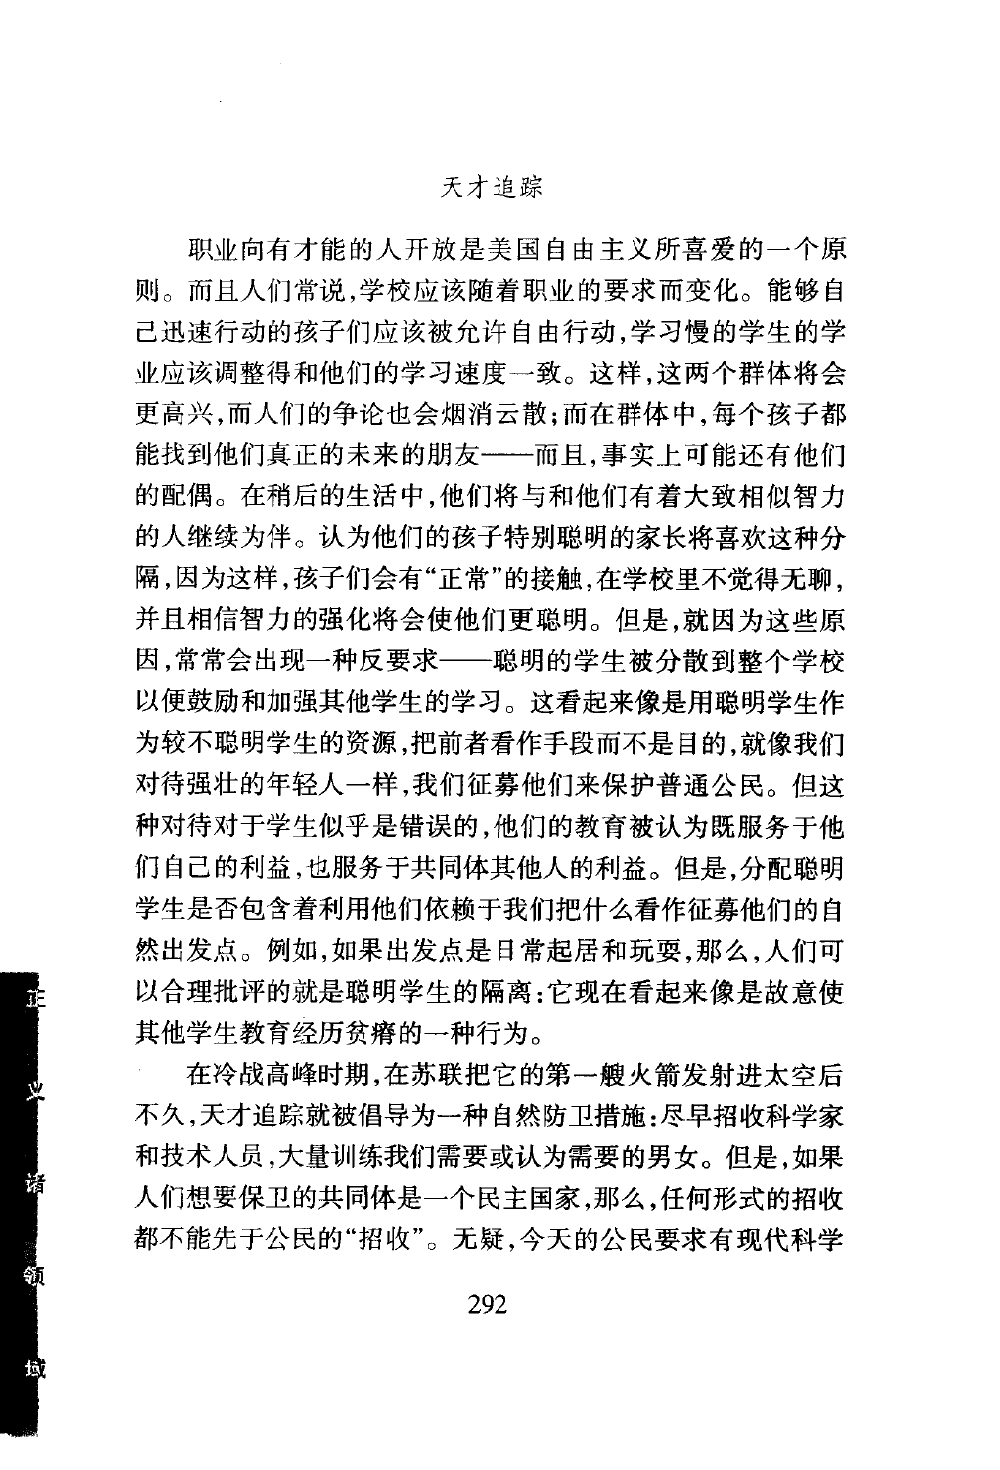 天才追踪
职业向有才能的人开放是美国自由主义所喜爱的一个原
则。而且人们常说,学校应该随着职业的要求而变化。能够自
己迅速行动的孩子们应该被允许自由行动,学习慢的学生的学
业应该调整得和他们的学习速度一致。这样,这两个群体将会
更高兴,而人们的争论也会烟消云散;而在群体中,每个孩子都
能找到他们真正的未来的朋友——而且,事实上可能还有他们
的配偶。在稍后的生活中,他们将与和他们有着大致相似智力
的人继续为伴。认为他们的孩子特别聪明的家长将喜欢这种分
隔,因为这样,孩子们会有“正常”的接触,在学校里不觉得无聊,
并且相信智力的强化将会使他们更聪明。但是,就因为这些原
因,常常会出现一种反要求——聪明的学生被分散到整个学校
以便鼓励和加强其他学生的学习。这看起来像是用聪明学生作
为较不聪明学生的资源,把前者看作手段而不是目的,就像我们
对待强壮的年轻人一样,我们征募他们来保护普通公民。但这
种对待对于学生似乎是错误的,他们的教育被认为既服务于他
们自己的利益,也服务于共同体其他人的利益。但是,分配聪明
学生是否包含着利用他们依赖于我们把什么看作征募他们的自
然出发点。例如,如果出发点是日常起居和玩耍,那么,人们可
以合理批评的就是聪明学生的隔离:它现在看起来像是故意使
其他学生教育经历贫瘠的一种行为。
在冷战高峰时期,在苏联把它的第一艘火箭发射进太空后
不久,天才追踪就被倡导为一种自然防卫措施:尽早招收科学家
和技术人员,大量训练我们需要或认为需要的男女。但是,如果
人们想要保卫的共同体是一个民主国家,那么,任何形式的招收
都不能先于公民的“招收”。无疑,今天的公民要求有现代科学
292
正
义
诸
领
域